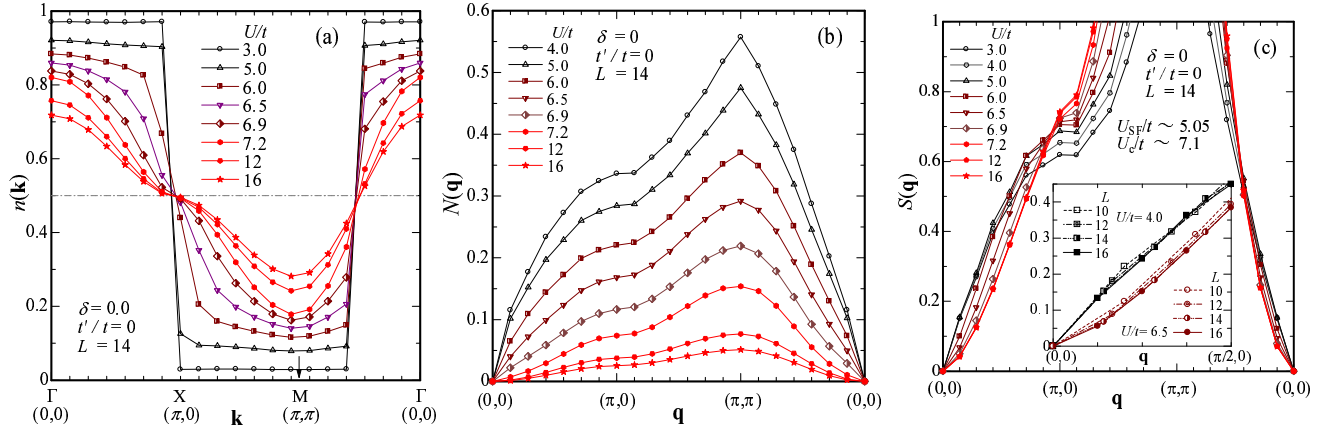 (a)
U/t
3.0
5.0
6.0
6.5
6.9
7.2
12
16
δ = 0.0
t'/t = 0
L = 14
n(k)
1
0.8
0.6
0.4
0.2
0
Γ X M Γ
(0,0) (π,0) (π,π) (0,0)
k
(b)
U/t
4.0
5.0
6.0
6.5
6.9
7.2
12
16
δ = 0
t'/t = 0
L = 14
N(q)
0.6
0.5
0.4
0.3
0.2
0.1
0
(0,0) (π,0) (π,π) (0,0)
q
(c)
U/t
3.0
4.0
5.0
6.0
6.5
6.9
7.2
12
16
δ = 0
t'/t = 0
L = 14
U_SF/t ~ 5.05
U_c/t ~ 7.1
S(q)
1
0.8
0.6
0.4
0.2
0
(0,0) (π,0) (π,π) (0,0)
q
L
10
12
14
16
U/t = 4.0
L
10
12
14
16
U/t= 6.5
0.4
0.3
0.2
0.1
0
(0,0) q (π/2,0)